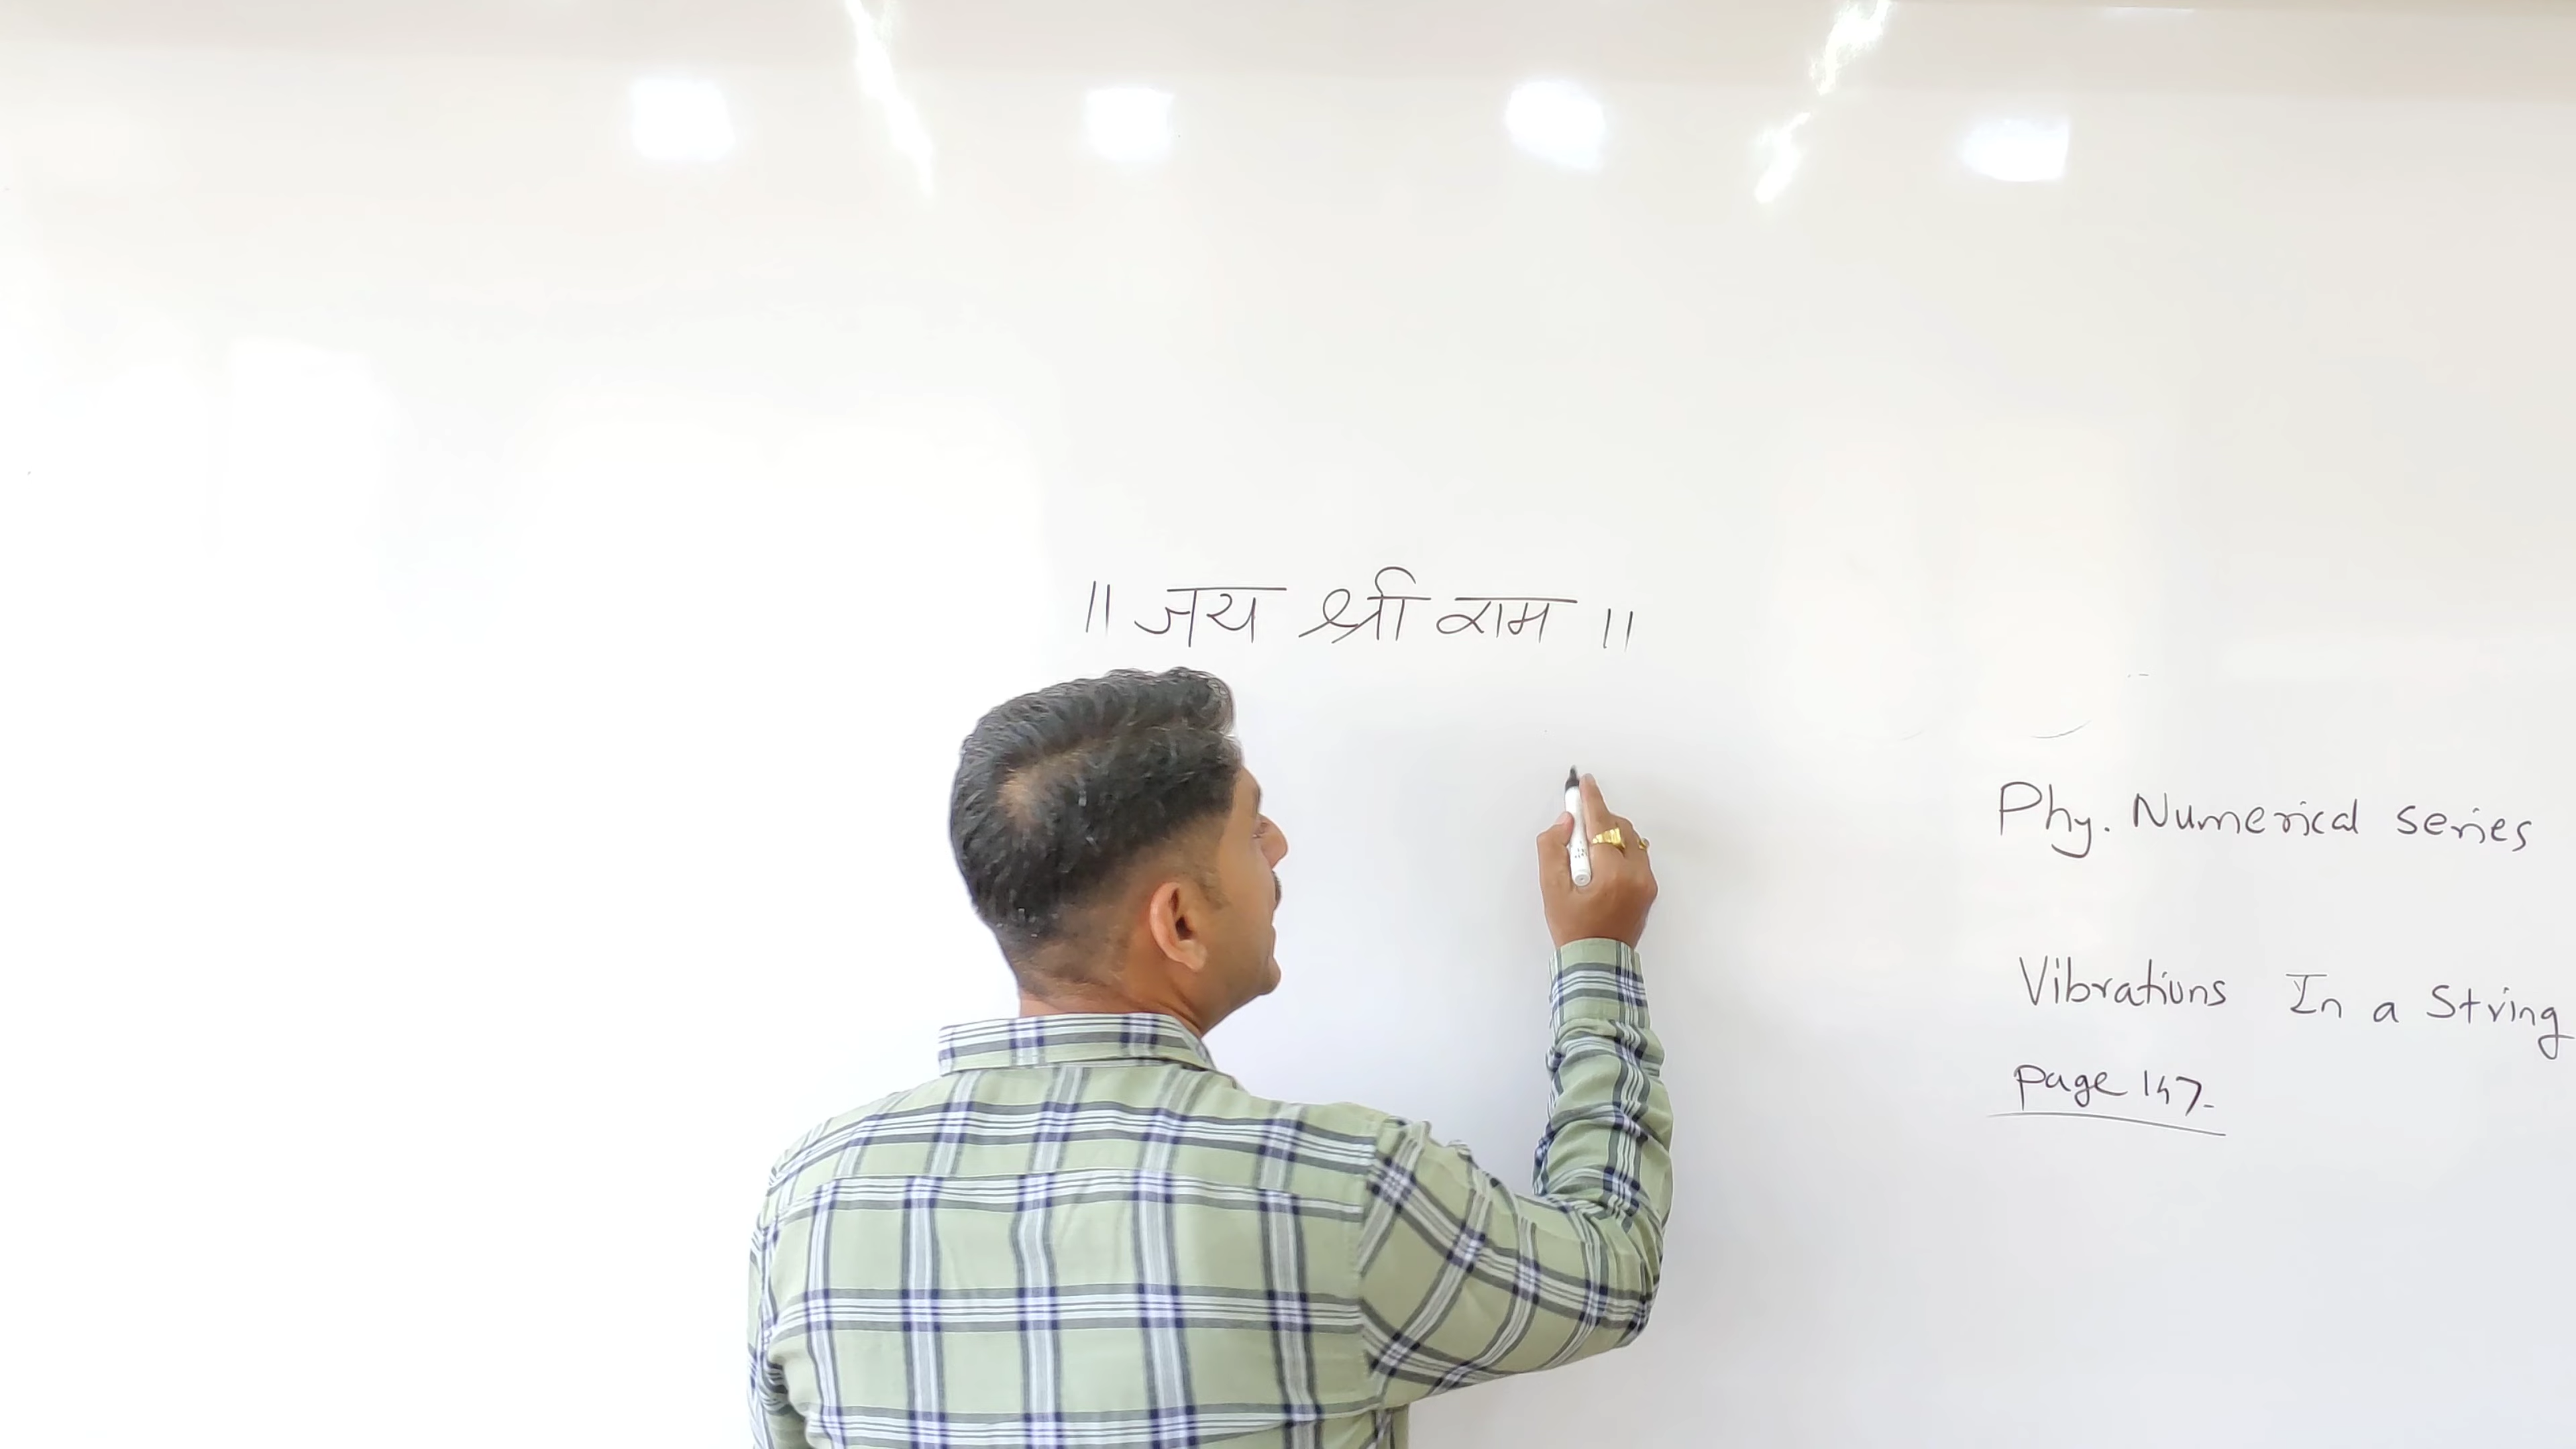 ॥ जय श्री राम ॥
Phy. Numerical series
Vibrations In a String
page 147.